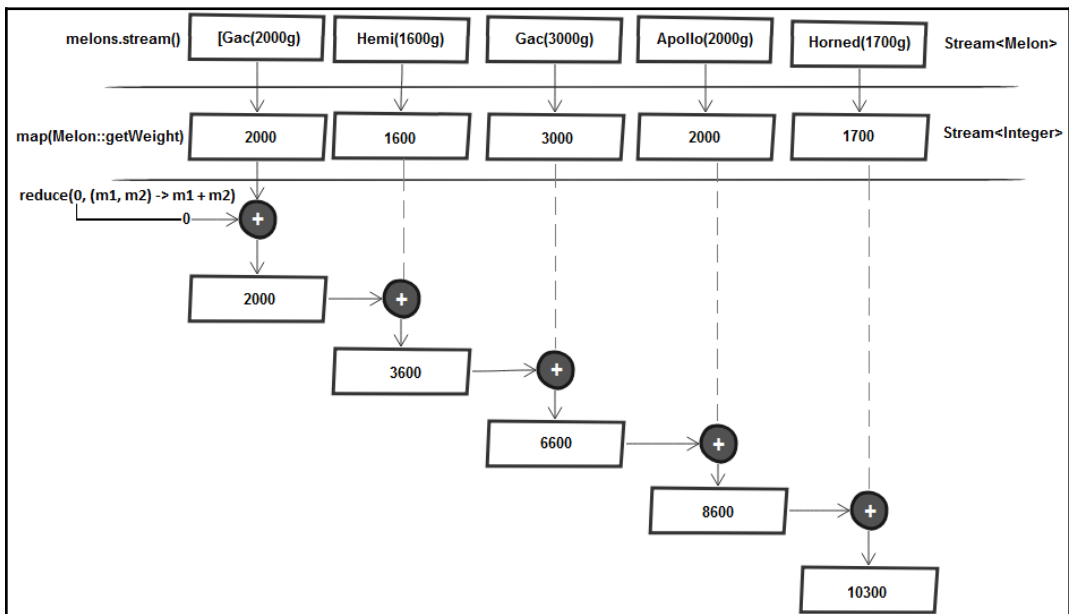 melons.stream() [Gac(2000g) Hemi(1600g) Gac(3000g) Apollo(2000g) Horned(1700g) Stream<Melon>
map(Melon::getWeight) 2000 1600 3000 2000 1700 Stream<Integer>
reduce(0, (m1, m2) -> m1 + m2)
0 +
2000 +
3600 +
6600 +
8600 +
10300